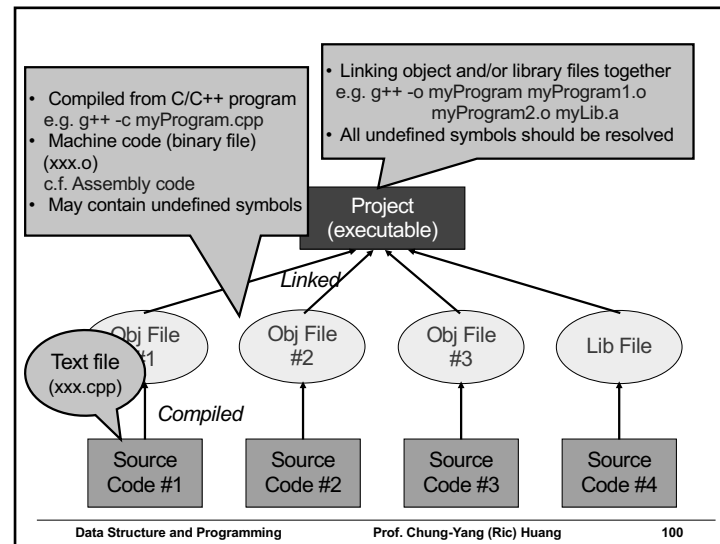 • Compiled from C/C++ program
e.g. g++ -c myProgram.cpp
• Machine code (binary file)
(xxx.o)
c.f. Assembly code
• May contain undefined symbols
• Linking object and/or library files together
e.g. g++ -o myProgram myProgram1.o
myProgram2.o myLib.a
• All undefined symbols should be resolved
Project
(executable)
Linked
Obj File
#1
Obj File
#2
Obj File
#3
Lib File
Text file
(xxx.cpp)
Compiled
Source
Code #1
Source
Code #2
Source
Code #3
Source
Code #4
Data Structure and Programming
Prof. Chung-Yang (Ric) Huang
100